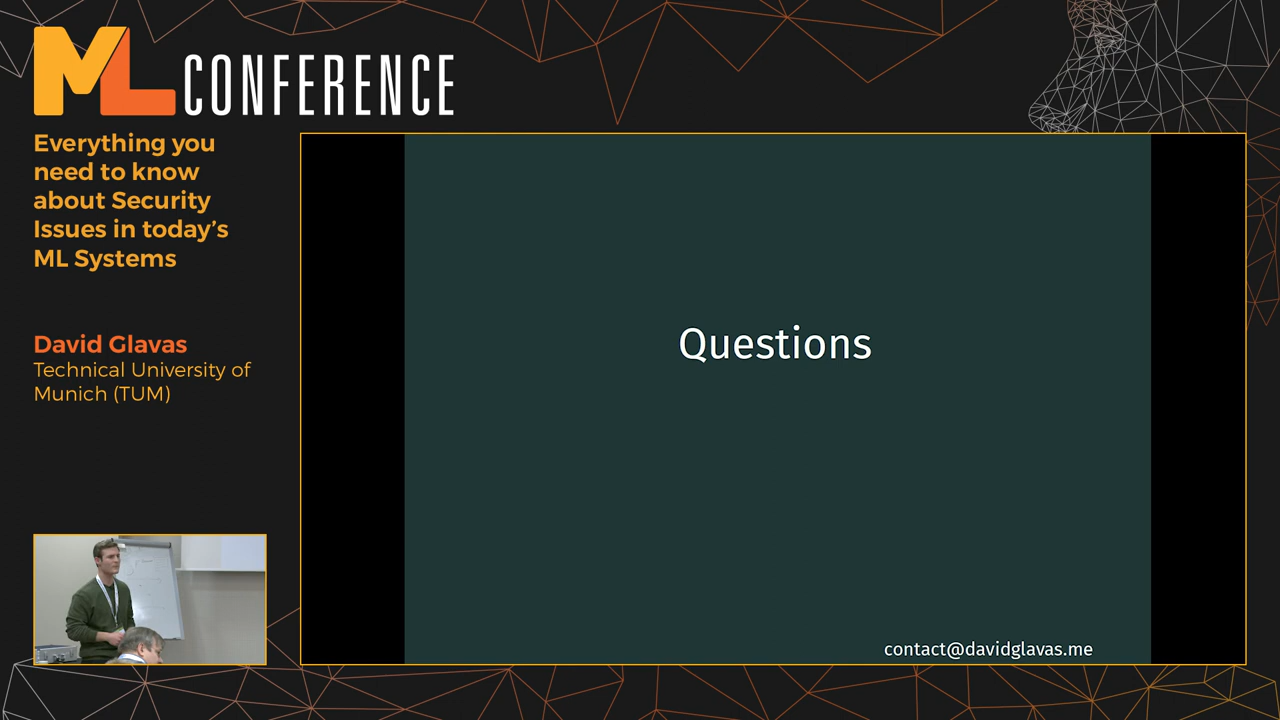 ML CONFERENCE
Everything you
need to know
about Security
Issues in today's
ML Systems
David Glavas
Technical University of
Munich (TUM)
Questions
contact@davidglavas.me